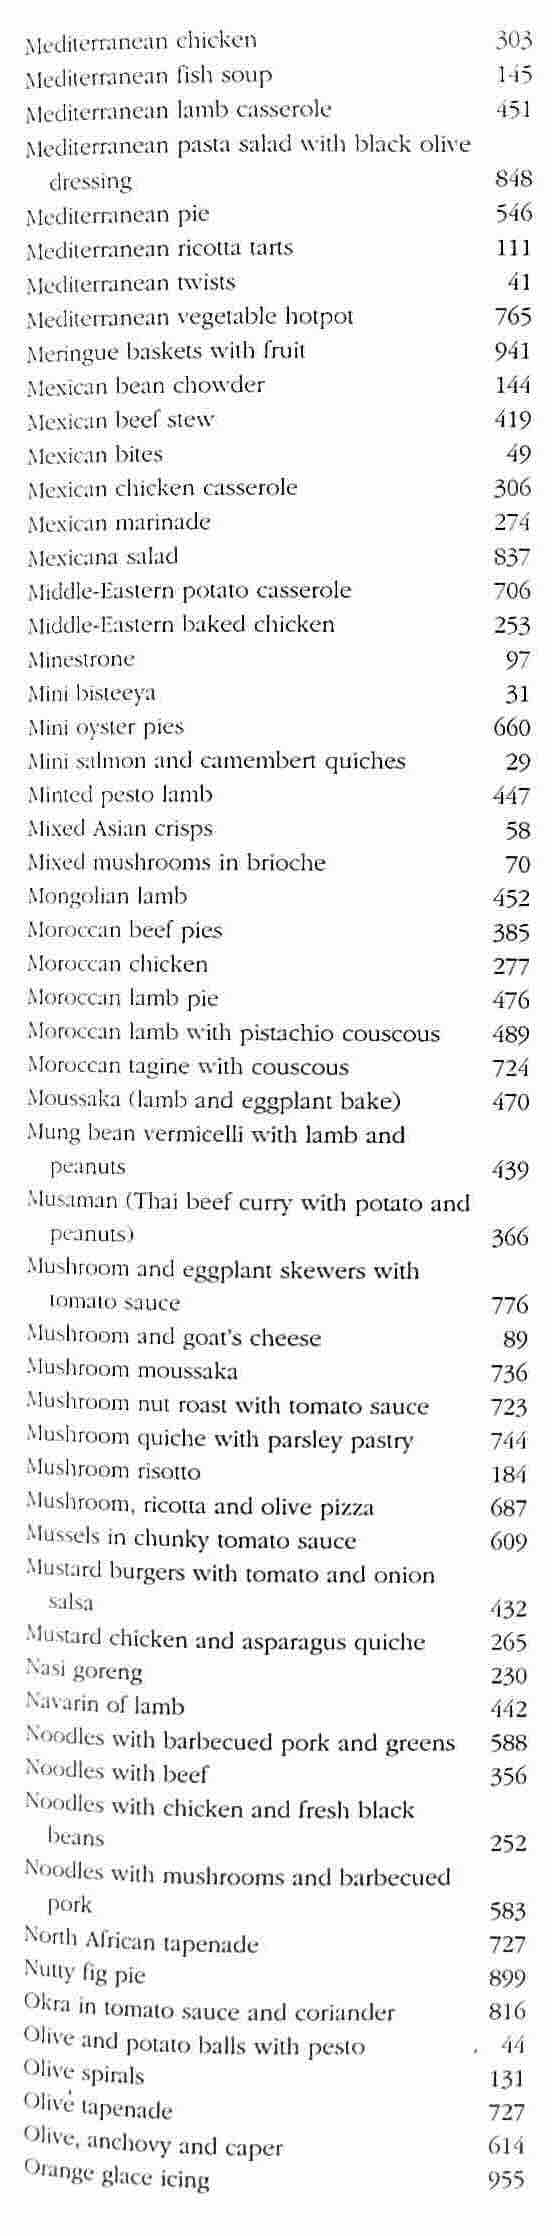 Mediterranean chicken 303
Mediterranean fish soup 145
Mediterranean lamb casserole 451
Mediterranean pasta salad with black olive
dressing 848
Mediterranean pie 546
Mediterranean ricotta tarts 111
Mediterranean twists 41
Mediterranean vegetable hotpot 765
Meringue baskets with fruit 941
Mexican bean chowder 144
Mexican beef stew 419
Mexican bites 49
Mexican chicken casserole 306
Mexican marinade 274
Mexicana salad 837
Middle-Eastern potato casserole 706
Middle-Eastern baked chicken 253
Minestrone 97
Mini bisteeya 31
Mini oyster pies 660
Mini salmon and camembert quiches 29
Minted pesto lamb 447
Mixed Asian crisps 58
Mixed mushrooms in brioche 70
Mongolian lamb 452
Moroccan beef pies 385
Moroccan chicken 277
Moroccan lamb pie 476
Moroccan lamb with pistachio couscous 489
Moroccan tagine with couscous 724
Moussaka (lamb and eggplant bake) 470
Mung bean vermicelli with lamb and
peanuts 439
Musaman (Thai beef curry with potato and
peanuts) 366
Mushroom and eggplant skewers with
tomato sauce 776
Mushroom and goat's cheese 89
Mushroom moussaka 736
Mushroom nut roast with tomato sauce 723
Mushroom quiche with parsley pastry 744
Mushroom risotto 184
Mushroom, ricotta and olive pizza 687
Mussels in chunky tomato sauce 609
Mustard burgers with tomato and onion
salsa 432
Mustard chicken and asparagus quiche 265
Nasi goreng 230
Navarin of lamb 442
Noodles with barbecued pork and greens 588
Noodles with beef 356
Noodles with chicken and fresh black
beans 252
Noodles with mushrooms and barbecued
pork 583
North African tapenade 727
Nutty fig pie 899
Okra in tomato sauce and coriander 816
Olive and potato balls with pesto 44
Olive spirals 131
Olive tapenade 727
Olive, anchovy and caper 614
Orange glace icing 955